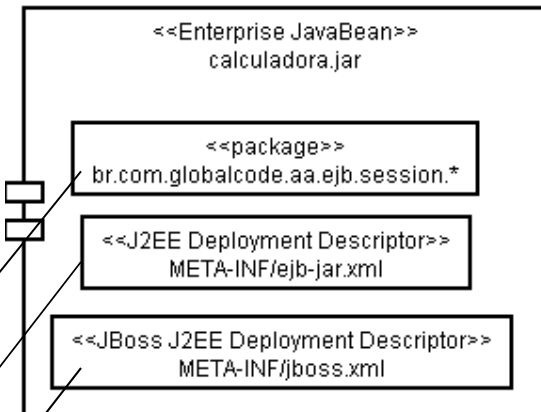 <<Enterprise JavaBean>>
calculadora.jar
<<package>>
br.com.globalcode.aa.ejb.session.*
<<J2EE Deployment Descriptor>>
META-INF/ejb-jar.xml
<<JBoss J2EE Deployment Descriptor>>
META-INF/jboss.xml